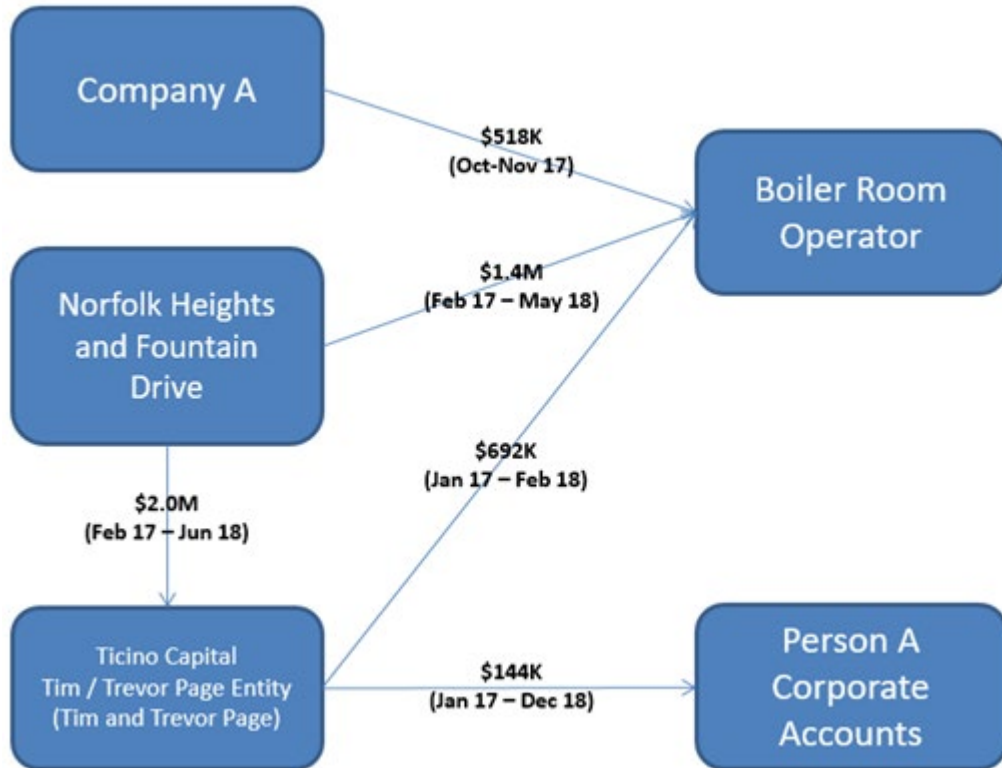 Company A
$518K
(Oct-Nov 17)
Boiler Room
Operator
Norfolk Heights
and Fountain
Drive
$1.4M
(Feb 17 – May 18)
$692K
(Jan 17 – Feb 18)
$2.0M
(Feb 17 – Jun 18)
Ticino Capital
Tim / Trevor Page Entity
(Tim and Trevor Page)
$144K
(Jan 17 – Dec 18)
Person A
Corporate
Accounts